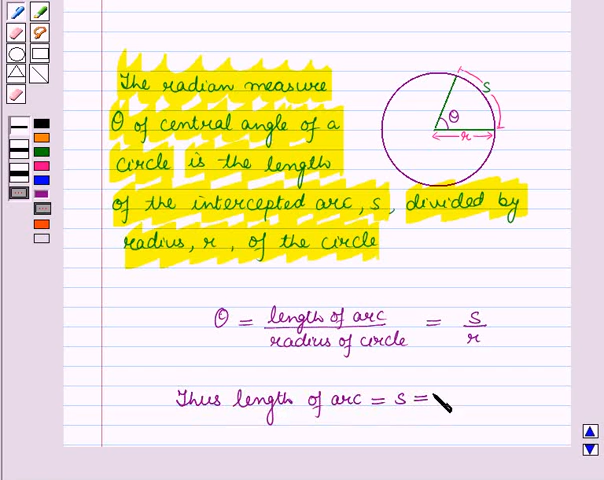 The radian measure
θ of central angle of a
circle is the length
of the intercepted arc, s, divided by
radius, r, of the circle
s
θ
r
θ = length of arc / radius of circle = s / r
Thus length of arc = s =